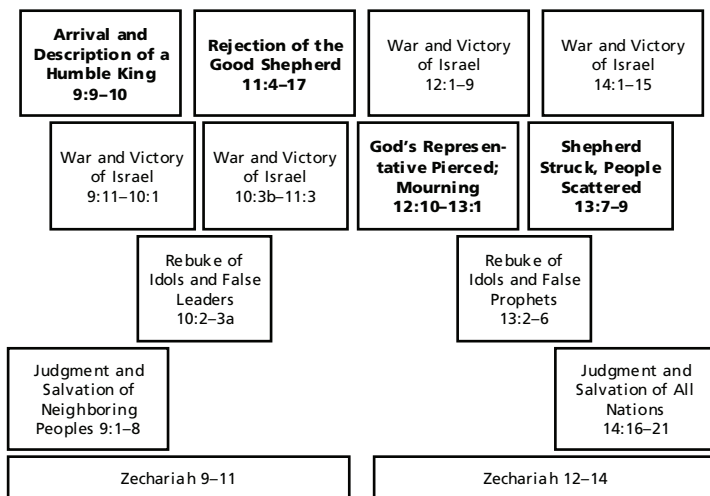 Arrival and
Description of a
Humble King
9:9–10
Rejection of the
Good Shepherd
11:4–17
War and Victory
of Israel
12:1–9
War and Victory
of Israel
14:1–15
War and Victory
of Israel
9:11–10:1
War and Victory
of Israel
10:3b–11:3
God's Represen-
tative Pierced;
Mourning
12:10–13:1
Shepherd
Struck, People
Scattered
13:7–9
Rebuke of
Idols and False
Leaders
10:2–3a
Rebuke of
Idols and False
Prophets
13:2–6
Judgment and
Salvation of
Neighboring
Peoples 9:1–8
Judgment and
Salvation of All
Nations
14:16–21
Zechariah 9–11
Zechariah 12–14